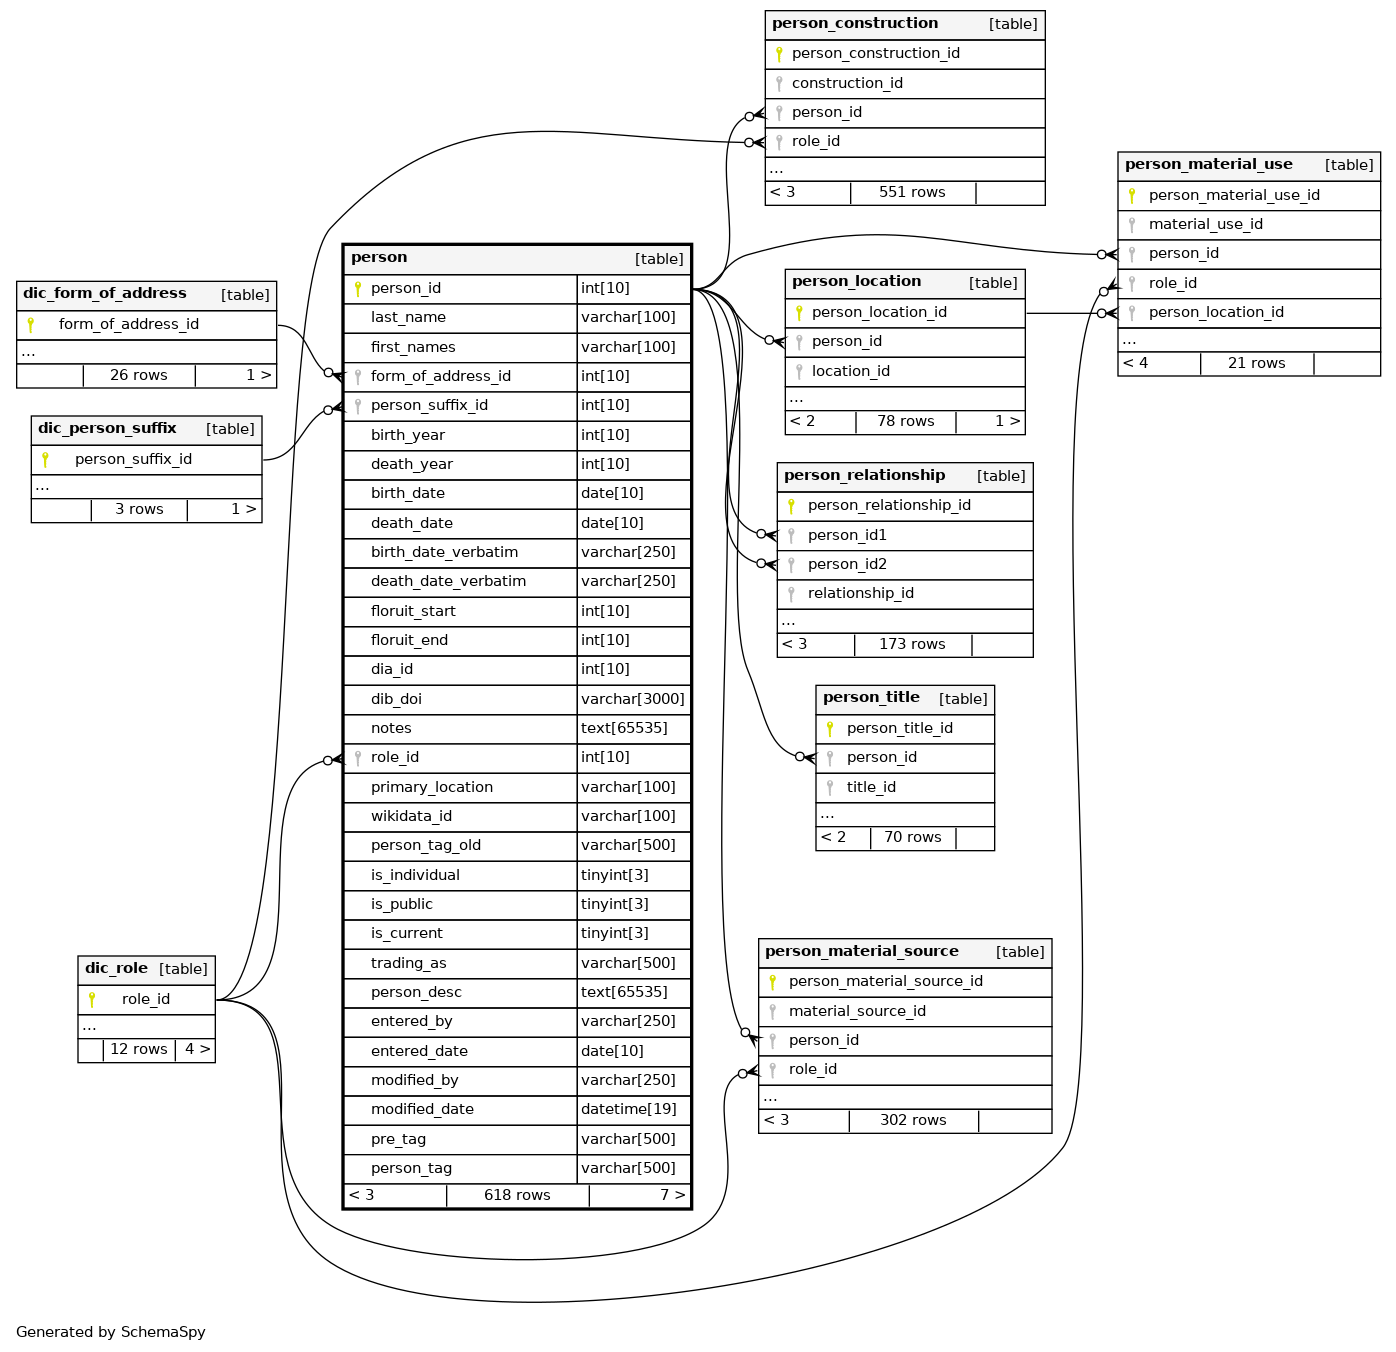 person_construction [table]
person_construction_id
construction_id
person_id
role_id
...
< 3 551 rows
person_material_use [table]
person_material_use_id
material_use_id
person_id
role_id
person_location_id
...
< 4 21 rows
dic_form_of_address [table]
form_of_address_id
...
26 rows 1 >
dic_person_suffix [table]
person_suffix_id
...
3 rows 1 >
dic_role [table]
role_id
...
12 rows 4 >
person [table]
person_id int[10]
last_name varchar[100]
first_names varchar[100]
form_of_address_id int[10]
person_suffix_id int[10]
birth_year int[10]
death_year int[10]
birth_date date[10]
death_date date[10]
birth_date_verbatim varchar[250]
death_date_verbatim varchar[250]
floruit_start int[10]
floruit_end int[10]
dia_id int[10]
dib_doi varchar[3000]
notes text[65535]
role_id int[10]
primary_location varchar[100]
wikidata_id varchar[100]
person_tag_old varchar[500]
is_individual tinyint[3]
is_public tinyint[3]
is_current tinyint[3]
trading_as varchar[500]
person_desc text[65535]
entered_by varchar[250]
entered_date date[10]
modified_by varchar[250]
modified_date datetime[19]
pre_tag varchar[500]
person_tag varchar[500]
< 3 618 rows 7 >
person_location [table]
person_location_id
person_id
location_id
...
< 2 78 rows 1 >
person_relationship [table]
person_relationship_id
person_id1
person_id2
relationship_id
...
< 3 173 rows
person_title [table]
person_title_id
person_id
title_id
...
< 2 70 rows
person_material_source [table]
person_material_source_id
material_source_id
person_id
role_id
...
< 3 302 rows
Generated by SchemaSpy